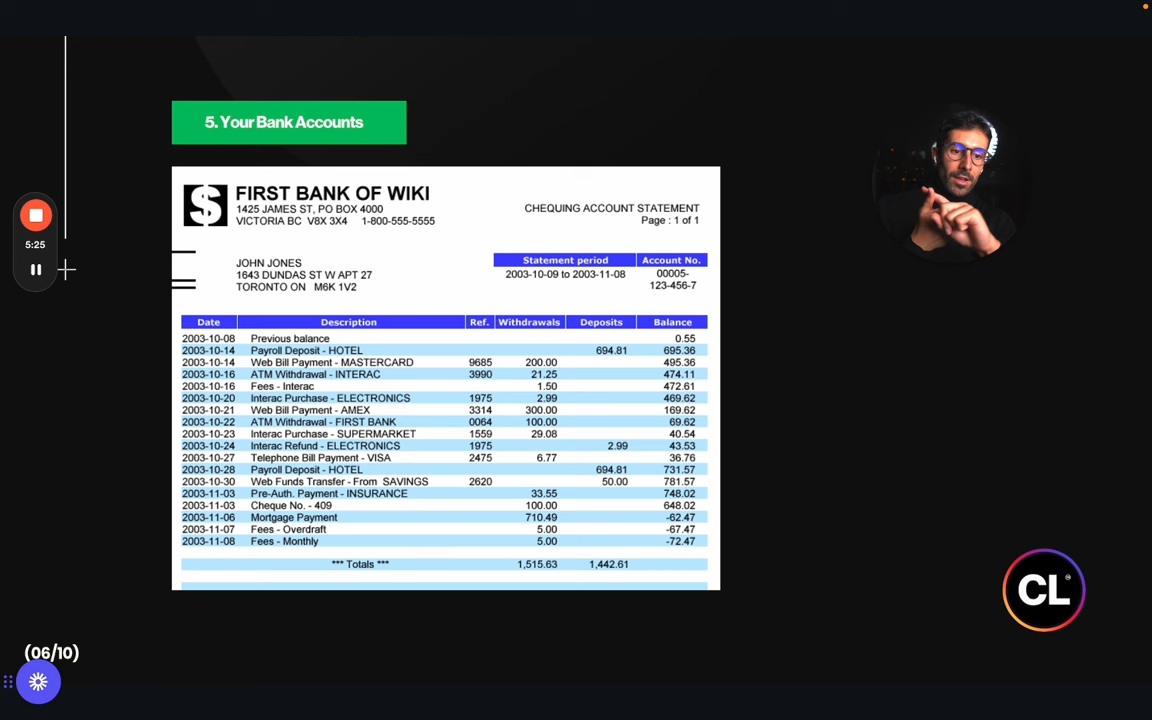 5. Your Bank Accounts
$ FIRST BANK OF WIKI
1425 JAMES ST, PO BOX 4000
VICTORIA BC V8X 3X4 1-800-555-5555
CHEQUING ACCOUNT STATEMENT
Page : 1 of 1
JOHN JONES
1643 DUNDAS ST W APT 27
TORONTO ON M6K 1V2
Statement period Account No.
2003-10-09 to 2003-11-08 00005-
123-456-7
5:25
Date Description Ref. Withdrawals Deposits Balance
2003-10-08 Previous balance 0.55
2003-10-14 Payroll Deposit - HOTEL 694.81 695.36
2003-10-14 Web Bill Payment - MASTERCARD 9685 200.00 495.36
2003-10-16 ATM Withdrawal - INTERAC 3990 21.25 474.11
2003-10-16 Fees - Interac 1.50 472.61
2003-10-20 Interac Purchase - ELECTRONICS 1975 2.99 469.62
2003-10-21 Web Bill Payment - AMEX 3314 300.00 169.62
2003-10-22 ATM Withdrawal - FIRST BANK 0064 100.00 69.62
2003-10-23 Interac Purchase - SUPERMARKET 1559 29.08 40.54
2003-10-24 Interac Refund - ELECTRONICS 1975 2.99 43.53
2003-10-27 Telephone Bill Payment - VISA 2475 6.77 36.76
2003-10-28 Payroll Deposit - HOTEL 694.81 731.57
2003-10-30 Web Funds Transfer - From SAVINGS 2620 50.00 781.57
2003-11-03 Pre-Auth. Payment - INSURANCE 33.55 748.02
2003-11-03 Cheque No. - 409 100.00 648.02
2003-11-06 Mortgage Payment 710.49 -62.47
2003-11-07 Fees - Overdraft 5.00 -67.47
2003-11-08 Fees - Monthly 5.00 -72.47
*** Totals *** 1,515.63 1,442.61
CL
(06/10)